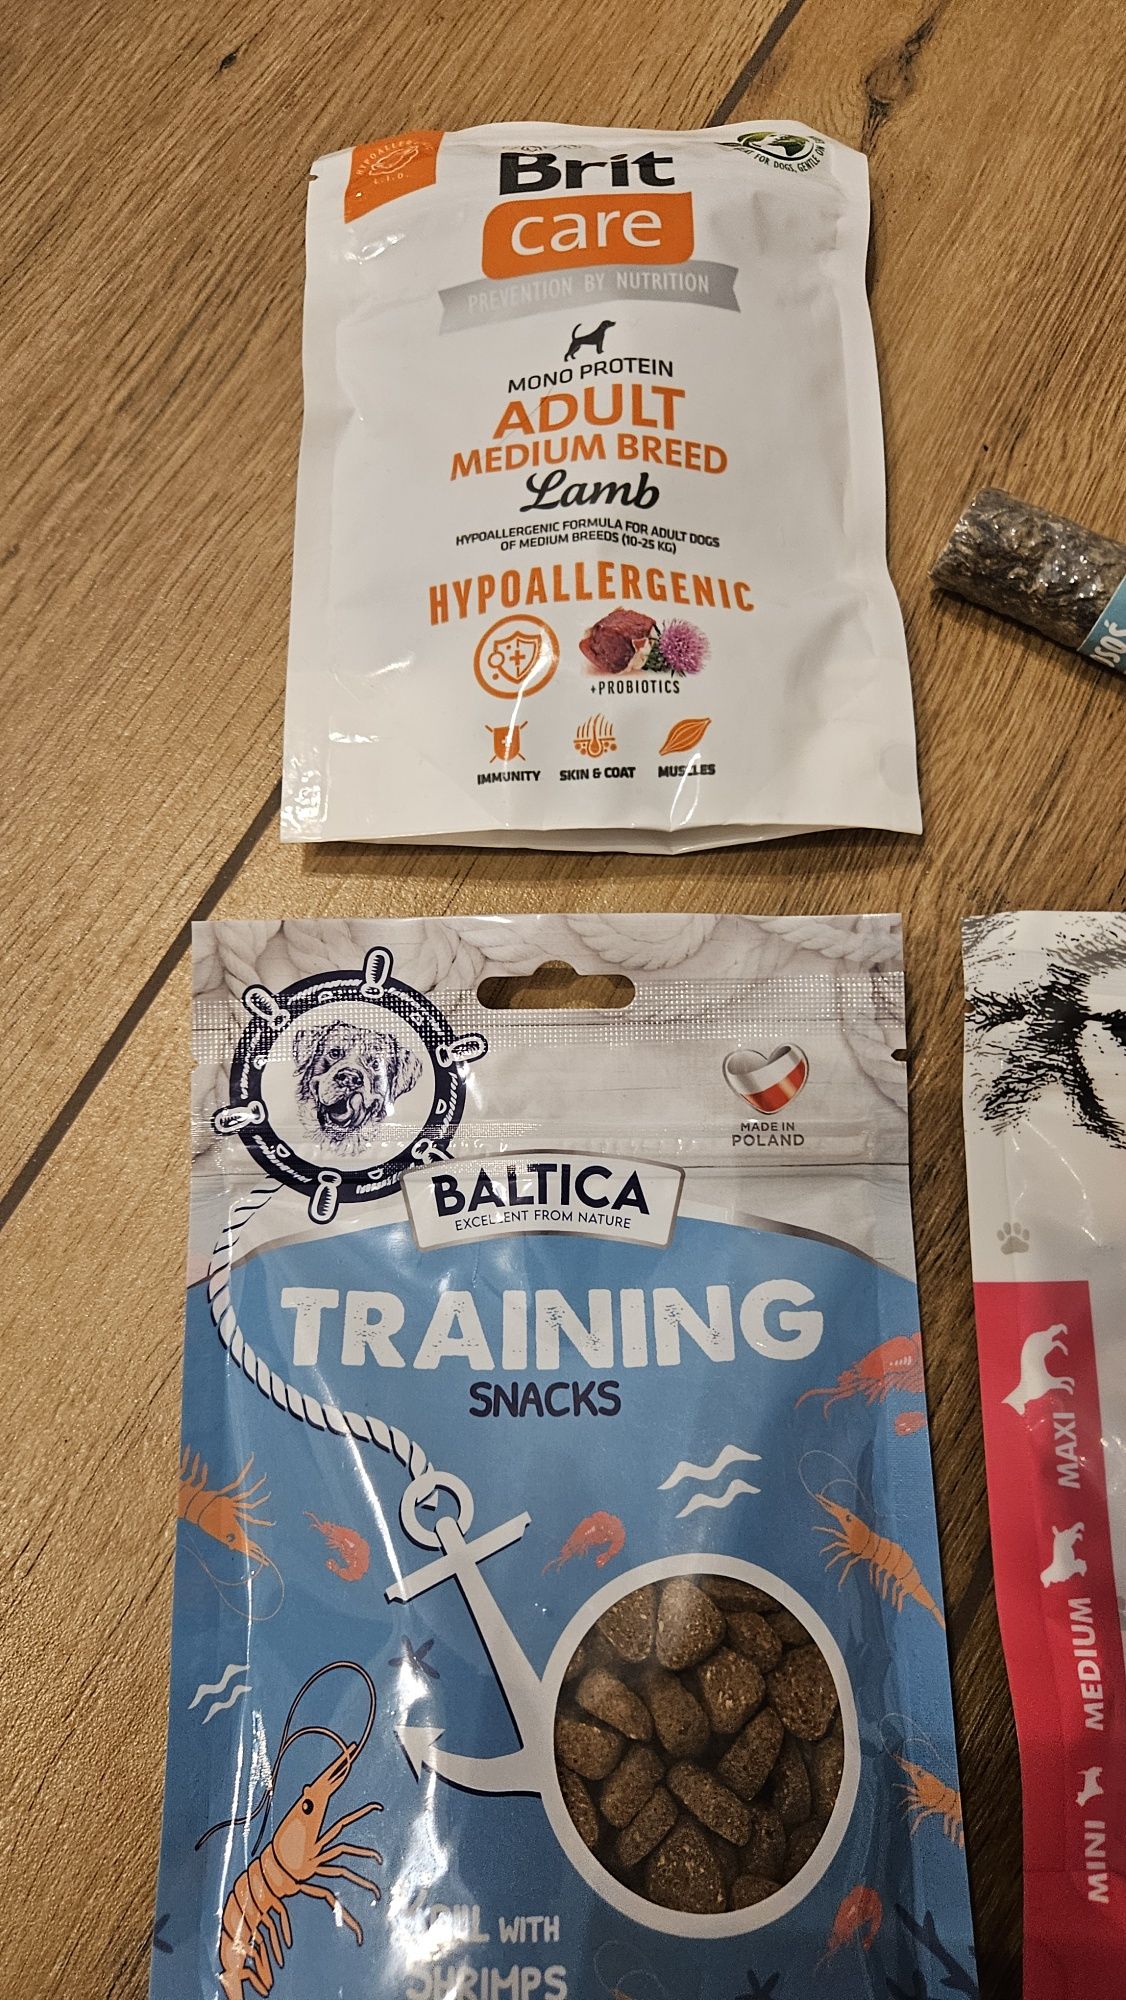 HYPOALLERGENIC
L.I.D.
Brit
care
PREVENTION BY NUTRITION
MONO PROTEIN
ADULT
MEDIUM BREED
Lamb
HYPOALLERGENIC FORMULA FOR ADULT DOGS
OF MEDIUM BREEDS (10-25 KG)
HYPOALLERGENIC
+PROBIOTICS
IMMUNITY SKIN & COAT MUSCLES
MADE IN
POLAND
BALTICA
EXCELLENT FROM NATURE
TRAINING
SNACKS
WITH
SHRIMPS
MINI MEDIUM MAXI